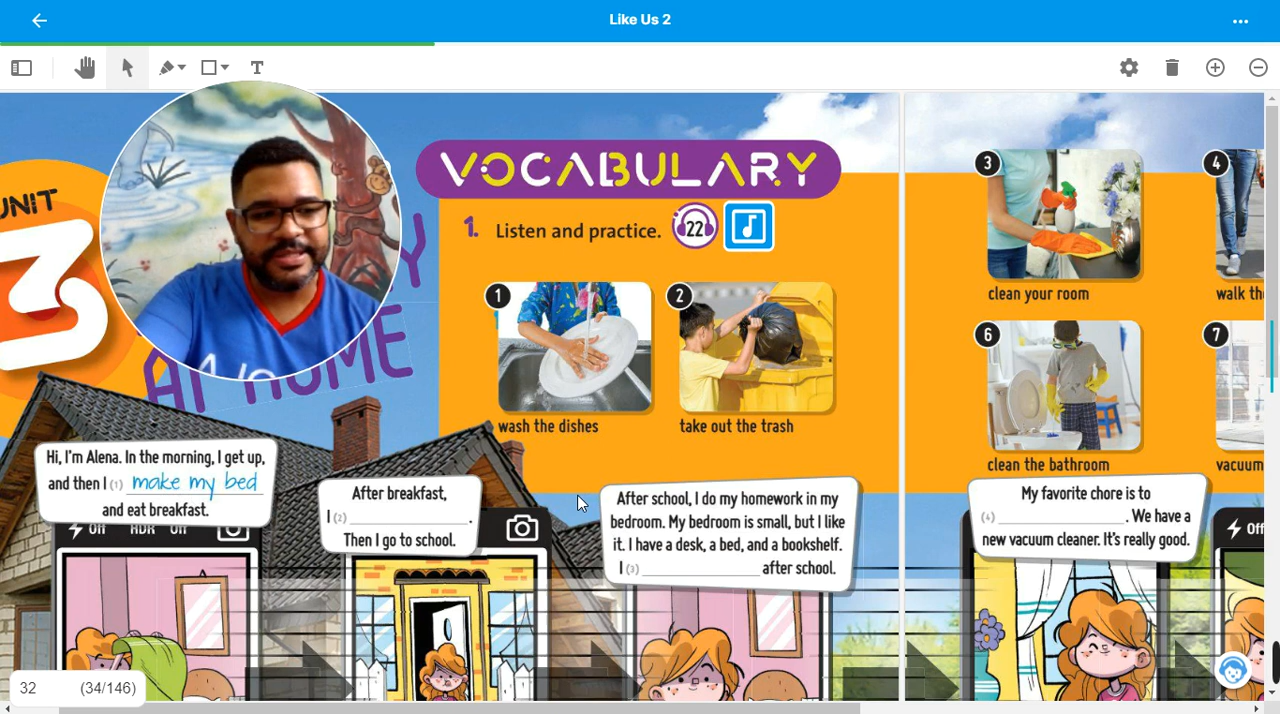 Like Us 2
UNIT
3
AT HOME
VOCABULARY
1. Listen and practice. 22
1
wash the dishes
2
take out the trash
3
clean your room
4
walk
6
clean the bathroom
7
vacuum
Hi, I'm Alena. In the morning, I get up,
and then I (1) make my bed
and eat breakfast.
After breakfast,
I (2) ____________.
Then I go to school.
After school, I do my homework in my
bedroom. My bedroom is small, but I like
it. I have a desk, a bed, and a bookshelf.
I (3) ____________ after school.
My favorite chore is to
(4) ____________. We have a
new vacuum cleaner. It's really good.
Off HDR Off
Off
32 (34/146)